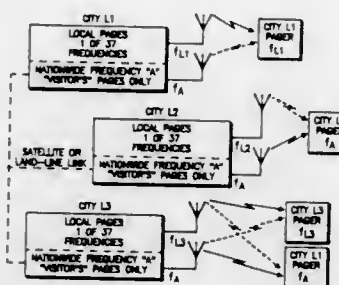 CITY L1
LOCAL PAGES
1 OF 37
FREQUENCIES
NATIONWIDE FREQUENCY "A"
"VISITOR'S" PAGES ONLY
fL1
fA
CITY L1
PAGER
fL1
CITY L2
LOCAL PAGES
1 OF 37
FREQUENCIES
NATIONWIDE FREQUENCY "A"
"VISITOR'S" PAGES ONLY
fL2
fA
CITY L
PAGE
fA
SATELLITE OR
LAND-LINE LINK
CITY L3
LOCAL PAGES
1 OF 37
FREQUENCIES
NATIONWIDE FREQUENCY "A"
"VISITOR'S" PAGES ONLY
fL3
fA
CITY L3
PAGER
fL3
CITY L1
PAGER
fA